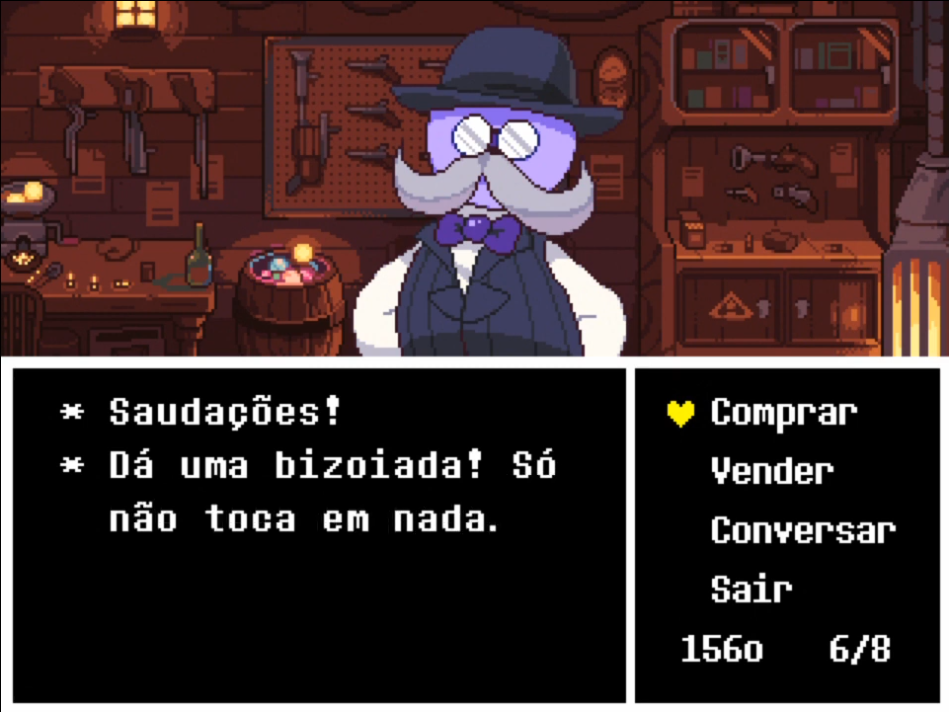 * Saudações!
* Dá uma bizoiada! Só
não toca em nada.
Comprar
Vender
Conversar
Sair
156o 6/8